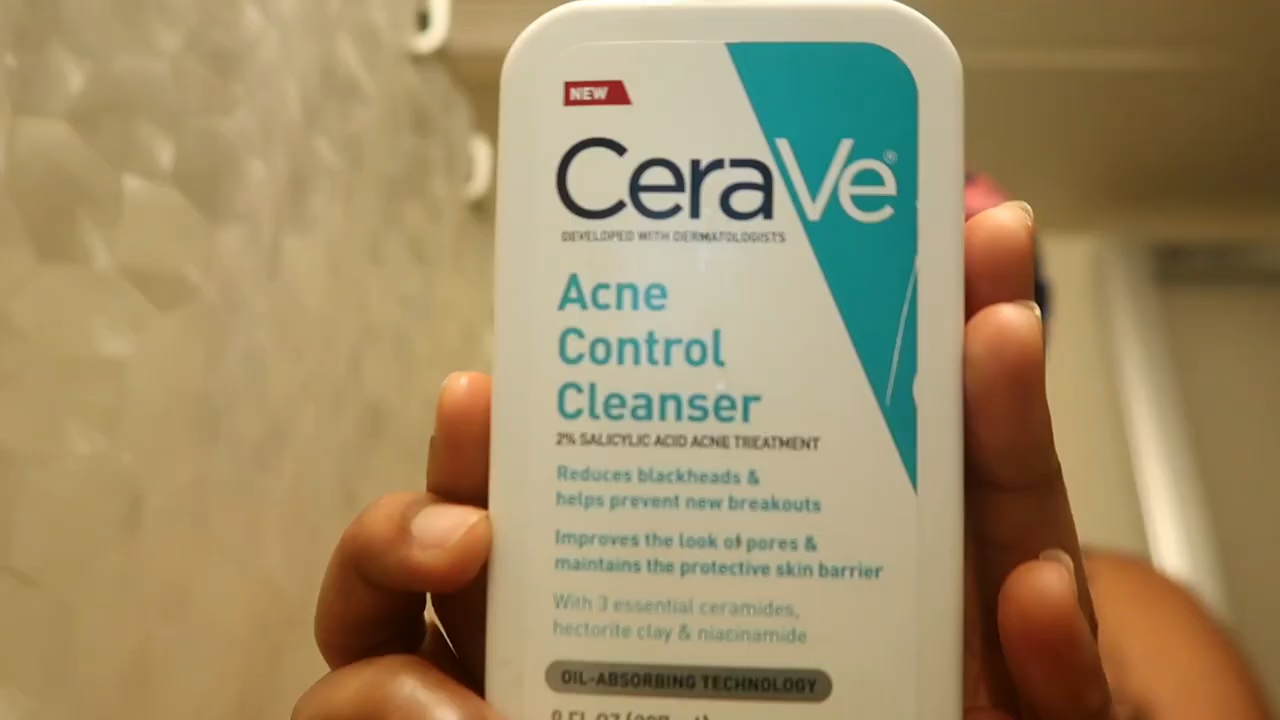 NEW
CeraVe®
DEVELOPED WITH DERMATOLOGISTS
Acne
Control
Cleanser
2% SALICYLIC ACID ACNE TREATMENT
Reduces blackheads &
helps prevent new breakouts
Improves the look of pores &
maintains the protective skin barrier
With 3 essential ceramides,
hectorite clay & niacinamide
OIL-ABSORBING TECHNOLOGY
FL OZ